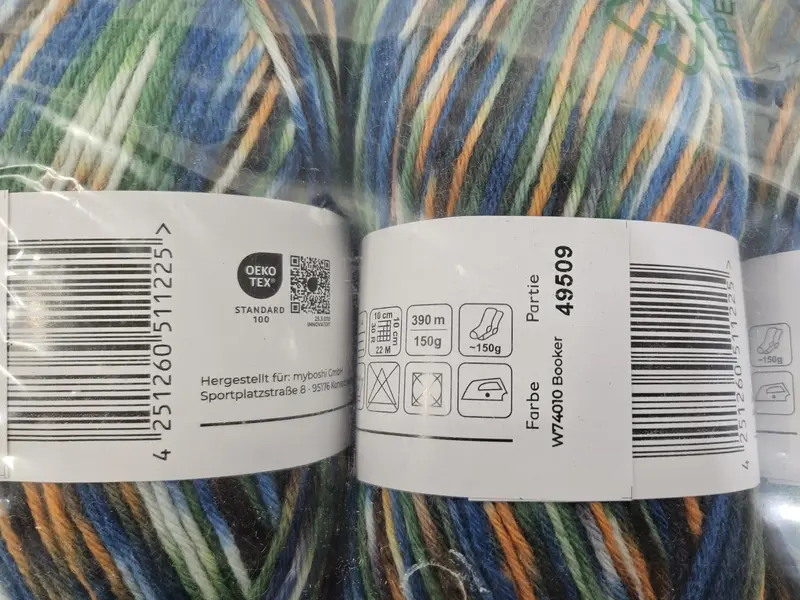 LDPE
4 251260 511225 >
OEKO
TEX®
STANDARD
100
Hergestellt für: myboshi GmbH
Sportplatzstraße 8 · 95176
10 cm
10 cm
30 R
22 M
390 m
150g
~150g
Farbe
W74010 Booker
Partie
49509
4 251260 511225 >
~150g